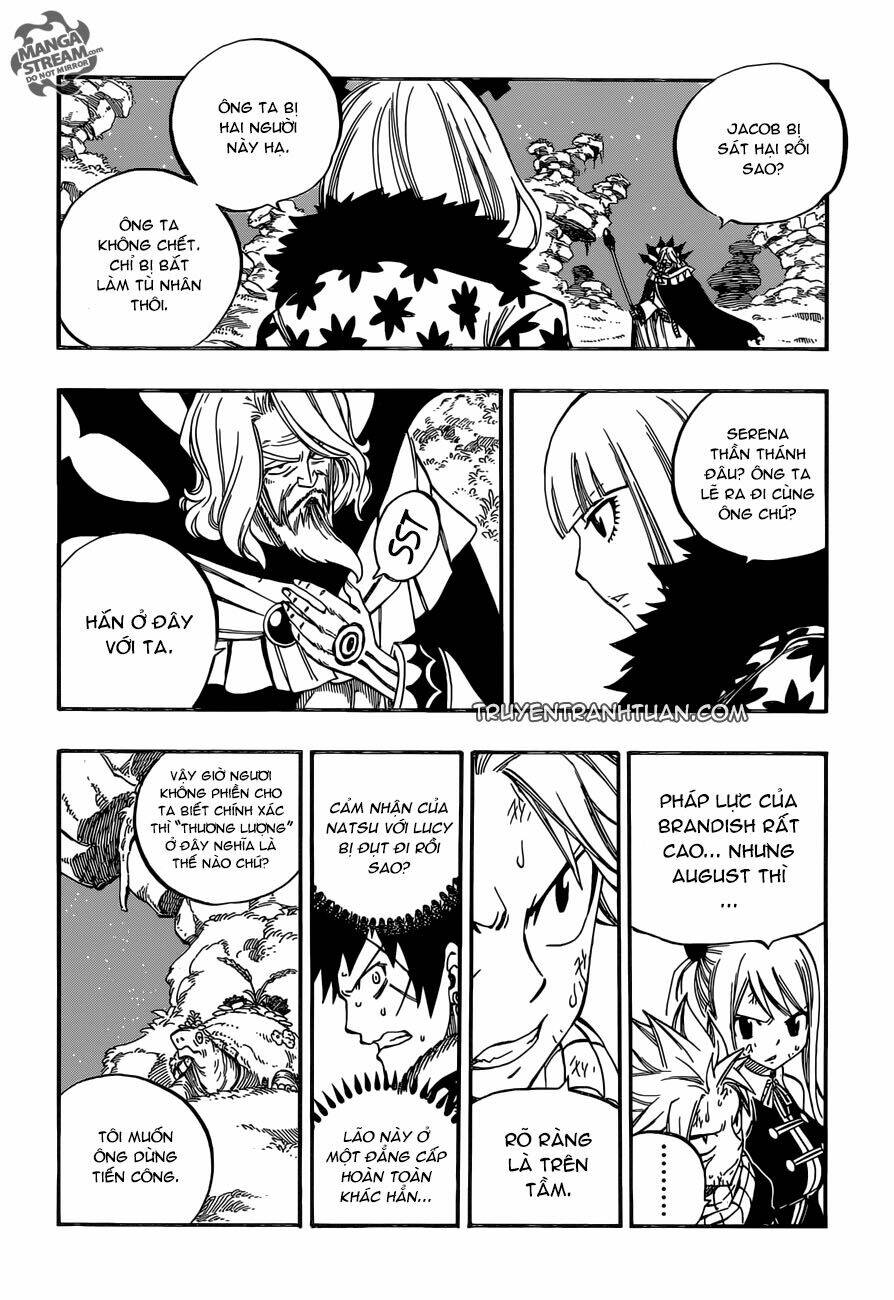 MANGA
STREAM.com
DO NOT MIRROR
JACOB BỊ
SÁT HẠI RỒI
SAO?
ÔNG TA BỊ
HAI NGƯỜI
NÀY HẠ.
ÔNG TA
KHÔNG CHẾT.
CHỈ BỊ BẮT
LÀM TÙ NHÂN
THÔI.
SERENA
THẦN THÁNH
ĐÂU? ÔNG TA
LẼ RA ĐI CÙNG
ÔNG CHỨ?
SST
HẮN Ở ĐÂY
VỚI TA.
TRUYENTRANHTUAN.COM
PHÁP LỰC CỦA
BRANDISH RẤT
CAO... NHƯNG
AUGUST THÌ
...
......
RÕ RÀNG
LÀ TRÊN
TẦM.
CẢM NHẬN CỦA
NATSU VỚI LUCY
BỊ ĐỤT ĐI RỒI
SAO?
LÃO NÀY Ở
MỘT ĐẲNG CẤP
HOÀN TOÀN
KHÁC HẲN...
VẬY GIỜ NGƯƠI
KHÔNG PHIỀN CHO
TA BIẾT CHÍNH XÁC
THÌ "THƯƠNG LƯỢNG"
Ở ĐÂY NGHĨA LÀ
THẾ NÀO CHỨ?
TÔI MUỐN
ÔNG DỪNG
TIẾN CÔNG.